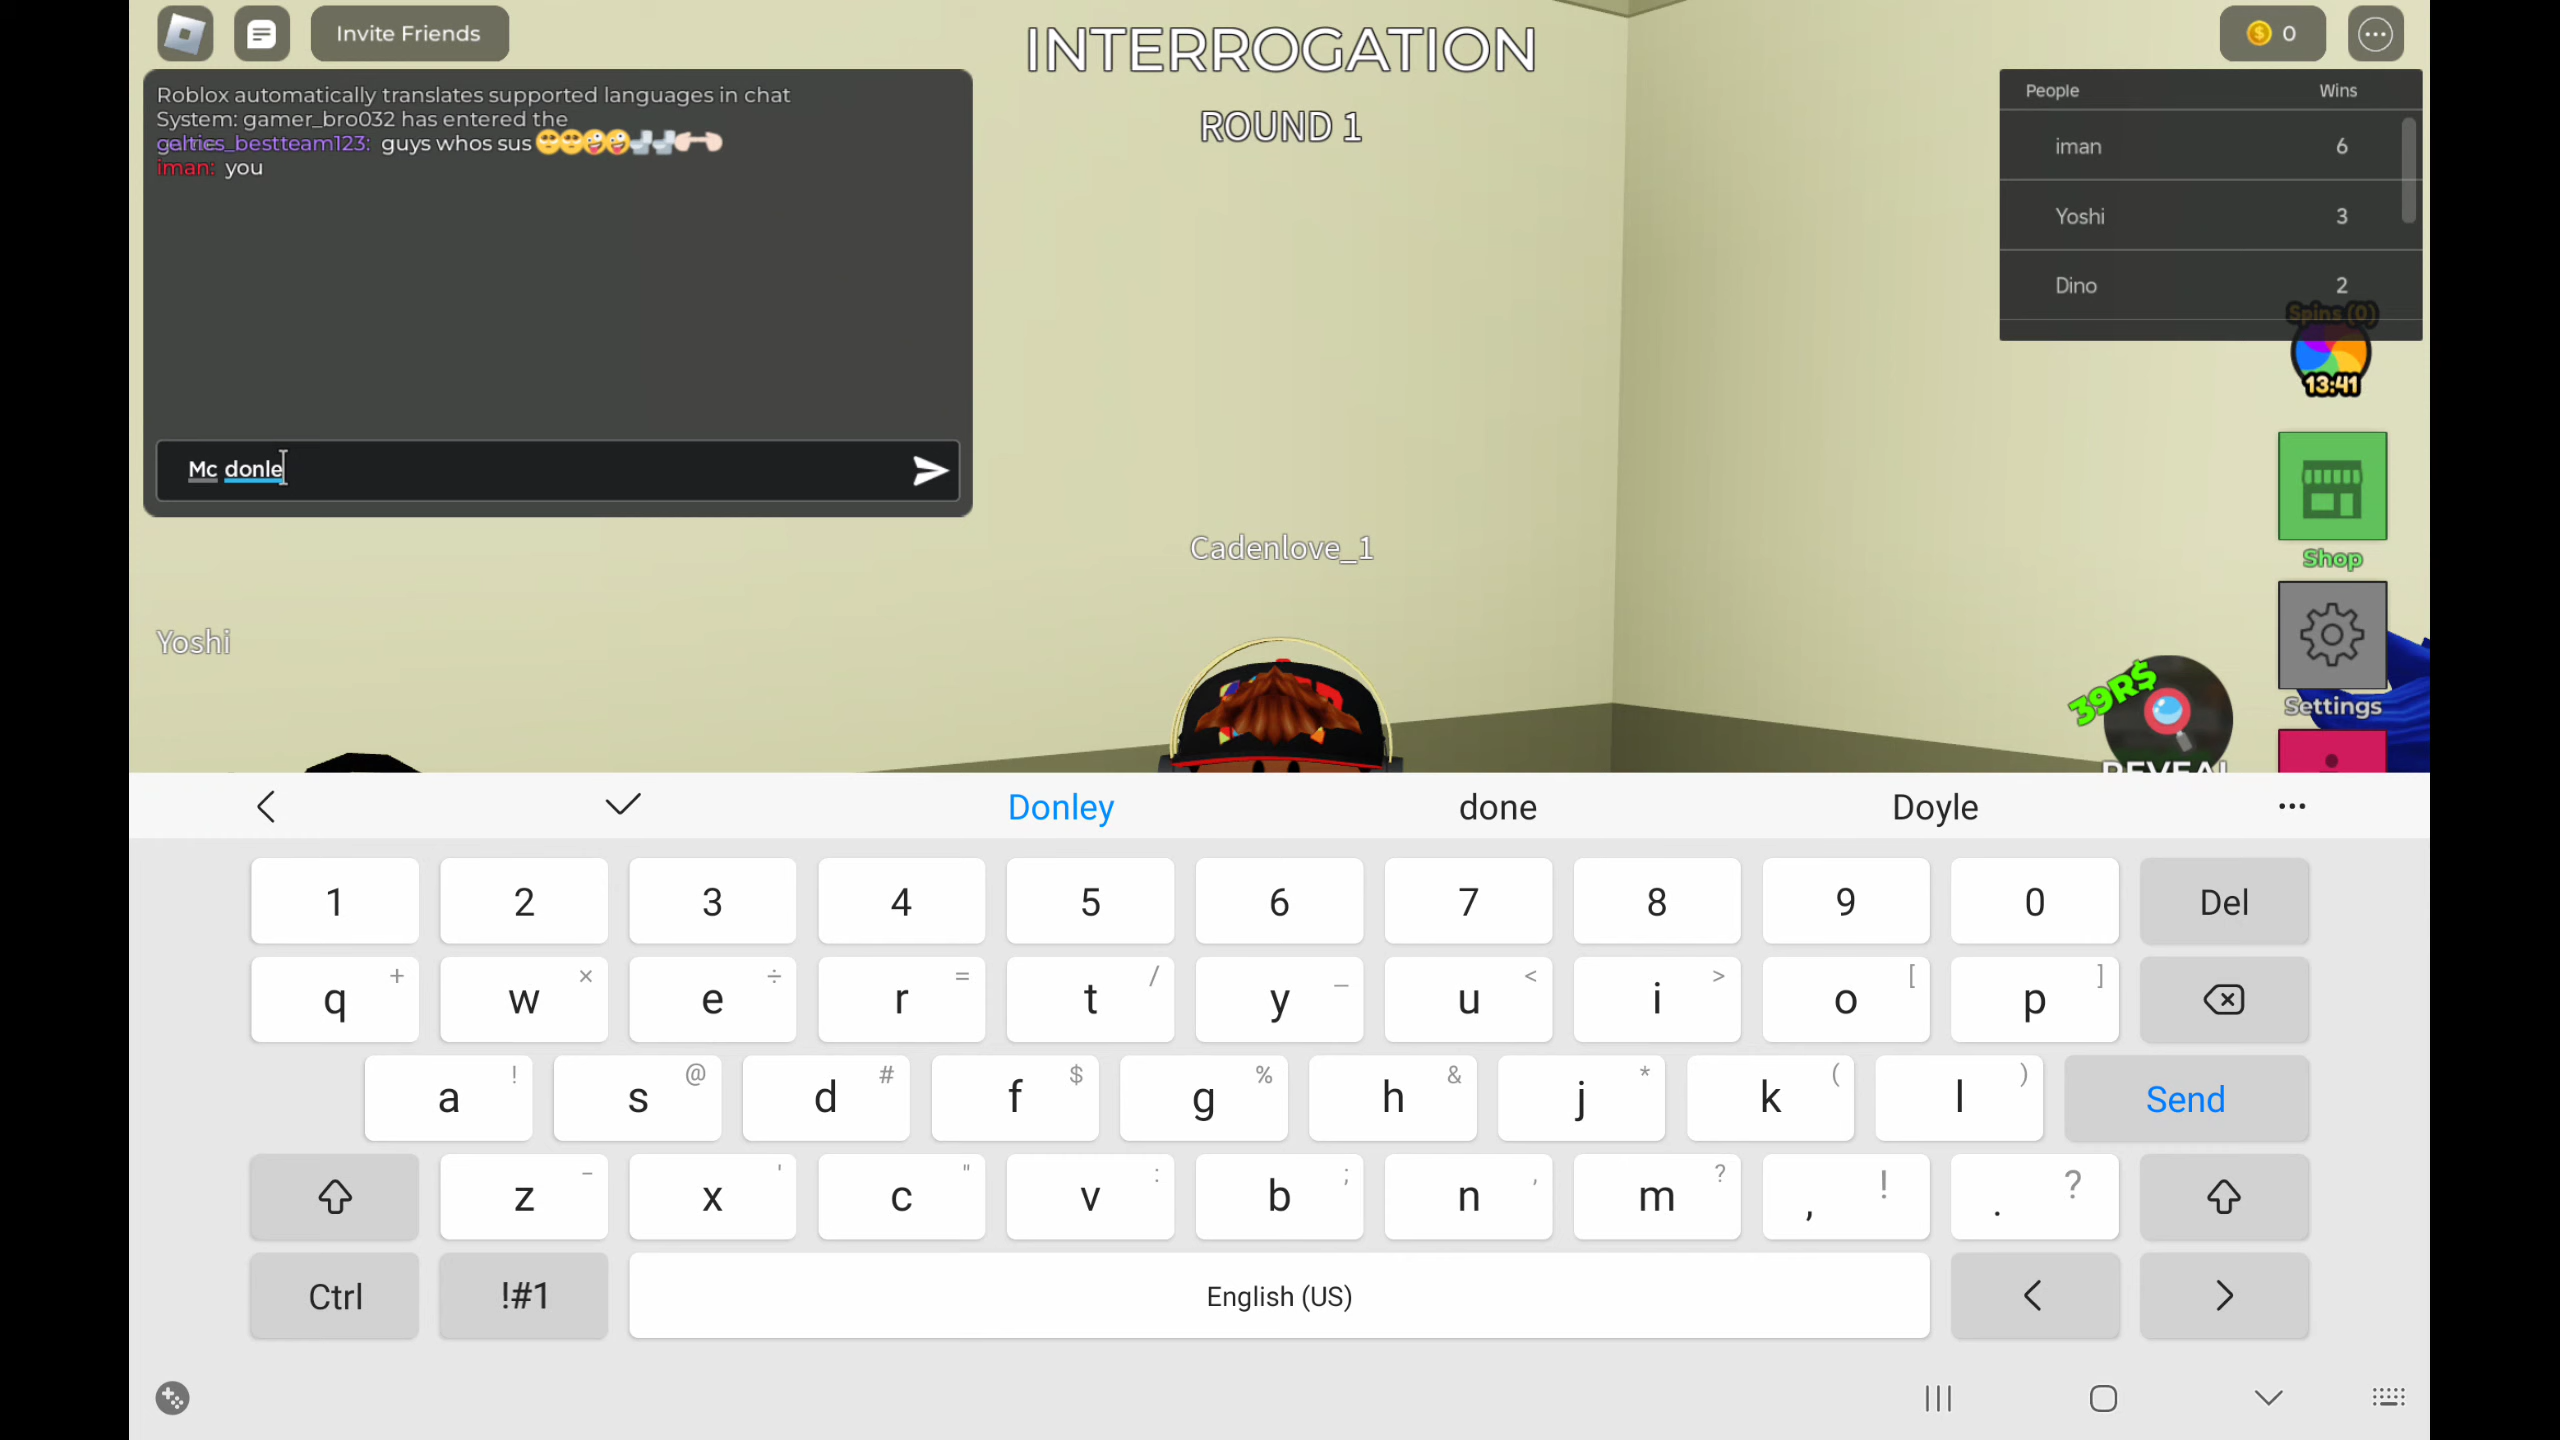 Invite Friends
INTERROGATION
ROUND 1
0
Roblox automatically translates supported languages in chat
System: gamer_bro032 has entered the
celtics_bestteam123: guys whos sus 🙄🙄🤪🤪🚽🚽👉👈
iman: you
Mc donle
People Wins
iman 6
Yoshi 3
Dino 2
Spins (0)
13:41
Shop
Settings
39R$
REVEAL
Cadenlove_1
Yoshi
Donley done Doyle
1 2 3 4 5 6 7 8 9 0 Del
q + w × e ÷ r = t / y _ u < i > o [ p ]
a ! s @ d # f $ g % h & j * k ( l ) Send
z - x ' c " v : b ; n , m ? , ! . ?
Ctrl !#1 English (US) < >